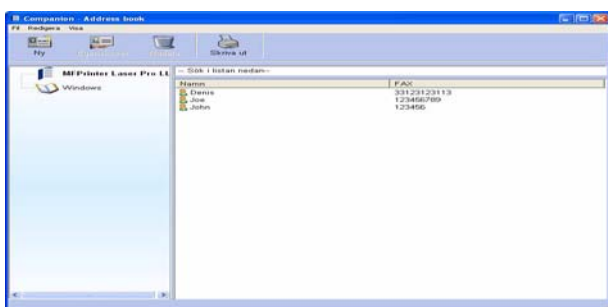 Companion - Address book
Fil Redigera Visa
Ny
Skriva ut
MFPrinter Laser Pro LL
Windows
-- Sök i listan nedan--
Namn FAX
Denis 33123123113
Joe 123456789
John 123456